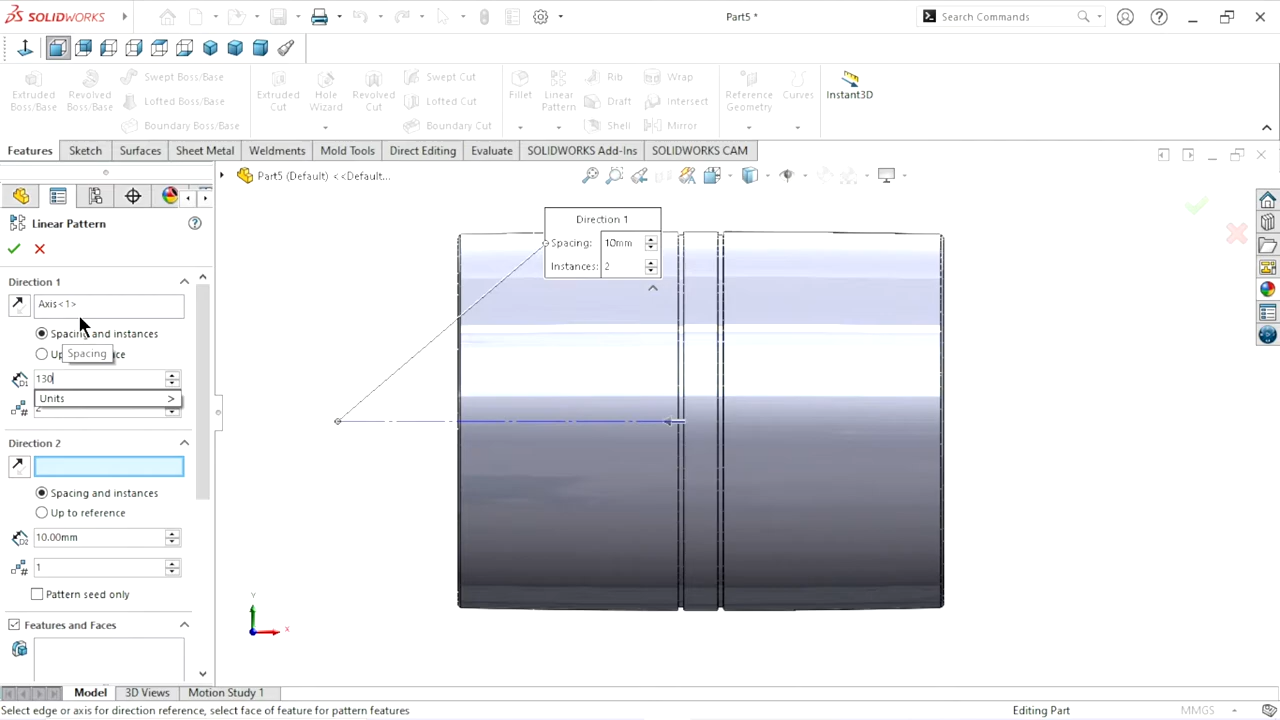 SOLIDWORKS
Part5 *
Search Commands
Extruded Boss/Base
Revolved Boss/Base
Swept Boss/Base
Lofted Boss/Base
Boundary Boss/Base
Extruded Cut
Hole Wizard
Revolved Cut
Swept Cut
Lofted Cut
Boundary Cut
Fillet
Linear Pattern
Rib
Draft
Shell
Wrap
Intersect
Mirror
Reference Geometry
Curves
Instant3D
Features
Sketch
Surfaces
Sheet Metal
Weldments
Mold Tools
Direct Editing
Evaluate
SOLIDWORKS Add-Ins
SOLIDWORKS CAM
Part5 (Default) <<Default...
Linear Pattern
Direction 1
Axis<1>
Spacing and instances
Spacing
130
Units >
Direction 2
Spacing and instances
Up to reference
10.00mm
1
Pattern seed only
Features and Faces
Direction 1
Spacing: 10mm
Instances: 2
Y
X
Model
3D Views
Motion Study 1
Select edge or axis for direction reference, select face of feature for pattern features
Editing Part
MMGS